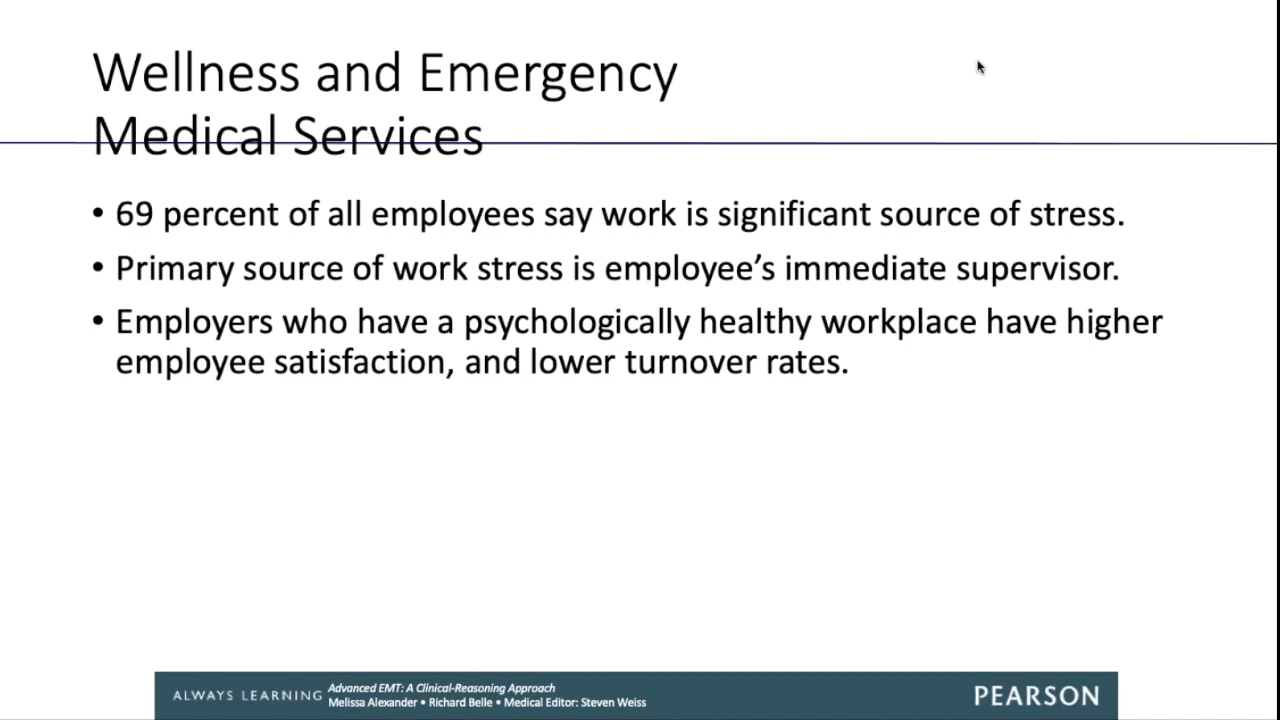 Wellness and Emergency
Medical Services
• 69 percent of all employees say work is significant source of stress.
• Primary source of work stress is employee’s immediate supervisor.
• Employers who have a psychologically healthy workplace have higher
employee satisfaction, and lower turnover rates.
ALWAYS LEARNING
Advanced EMT: A Clinical-Reasoning Approach
Melissa Alexander • Richard Belle • Medical Editor: Steven Weiss
PEARSON